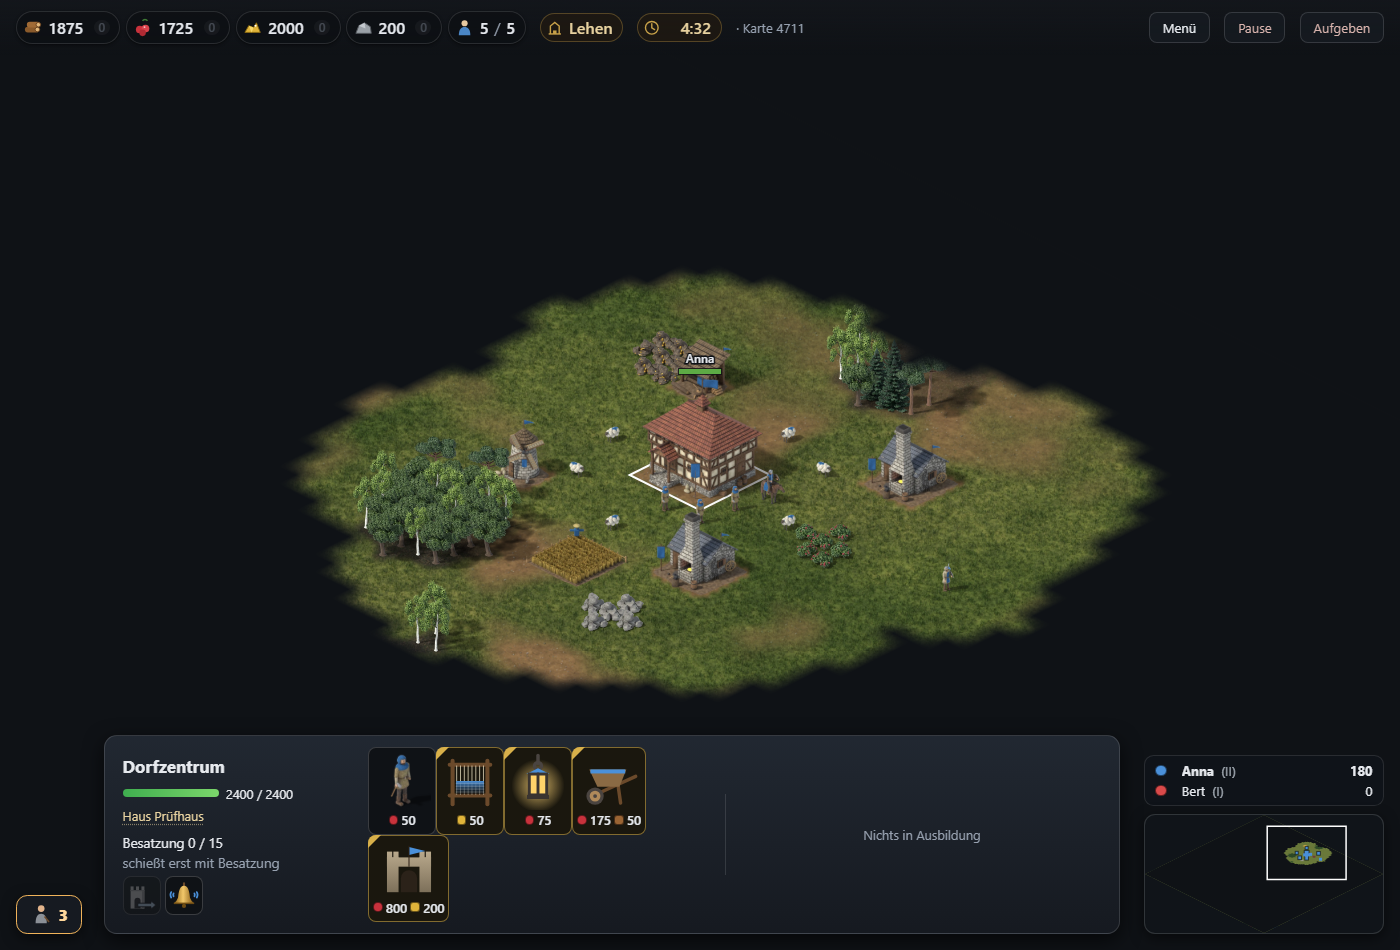 1875 0 1725 0 2000 0 200 0 5 / 5 Lehen 4:32 · Karte 4711 Menü Pause Aufgeben
Anna
Dorfzentrum
2400 / 2400
Haus Prüfhaus
Besatzung 0 / 15
schießt erst mit Besatzung
50 50 75 175 50
800 200
Nichts in Ausbildung
Anna (II) 180
Bert (I) 0
3